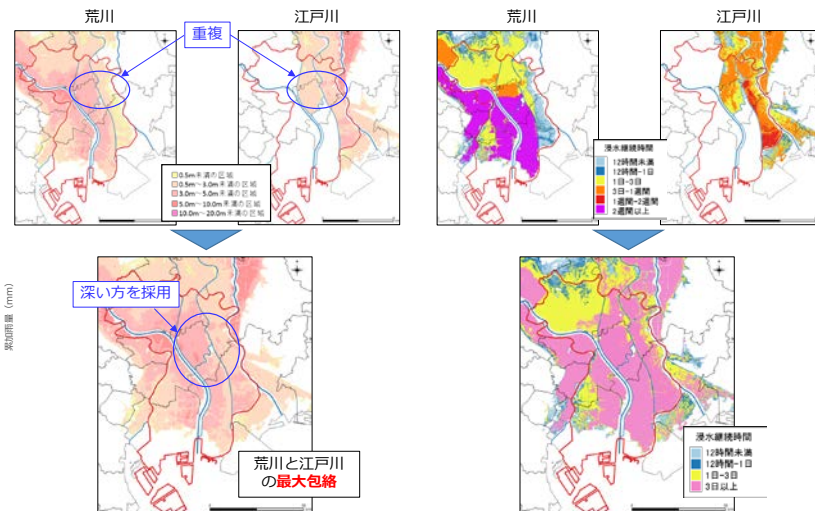 荒川
江戸川
重複
0.5m未満の区域
0.5m~3.0m未満の区域
3.0m~5.0m未満の区域
5.0m~10.0m未満の区域
10.0m~20.0m未満の区域
荒川
江戸川
浸水継続時間
12時間未満
12時間-1日
1日-3日
3日-1週間
1週間-2週間
2週間以上
累加雨量（mm）
深い方を採用
荒川と江戸川
の最大包絡
浸水継続時間
12時間未満
12時間-1日
1日-3日
3日以上